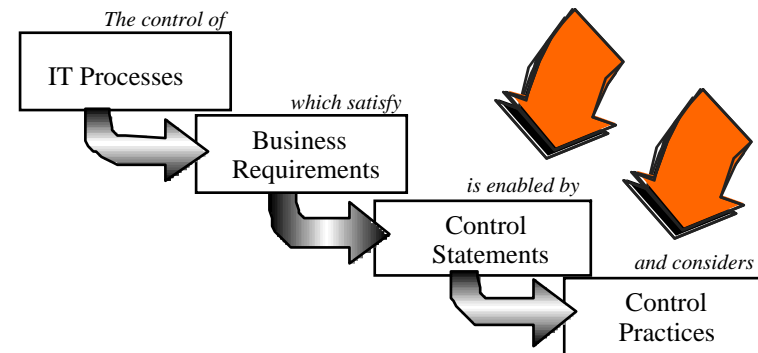 The control of
IT Processes
which satisfy
Business
Requirements
is enabled by
Control
Statements
and considers
Control
Practices